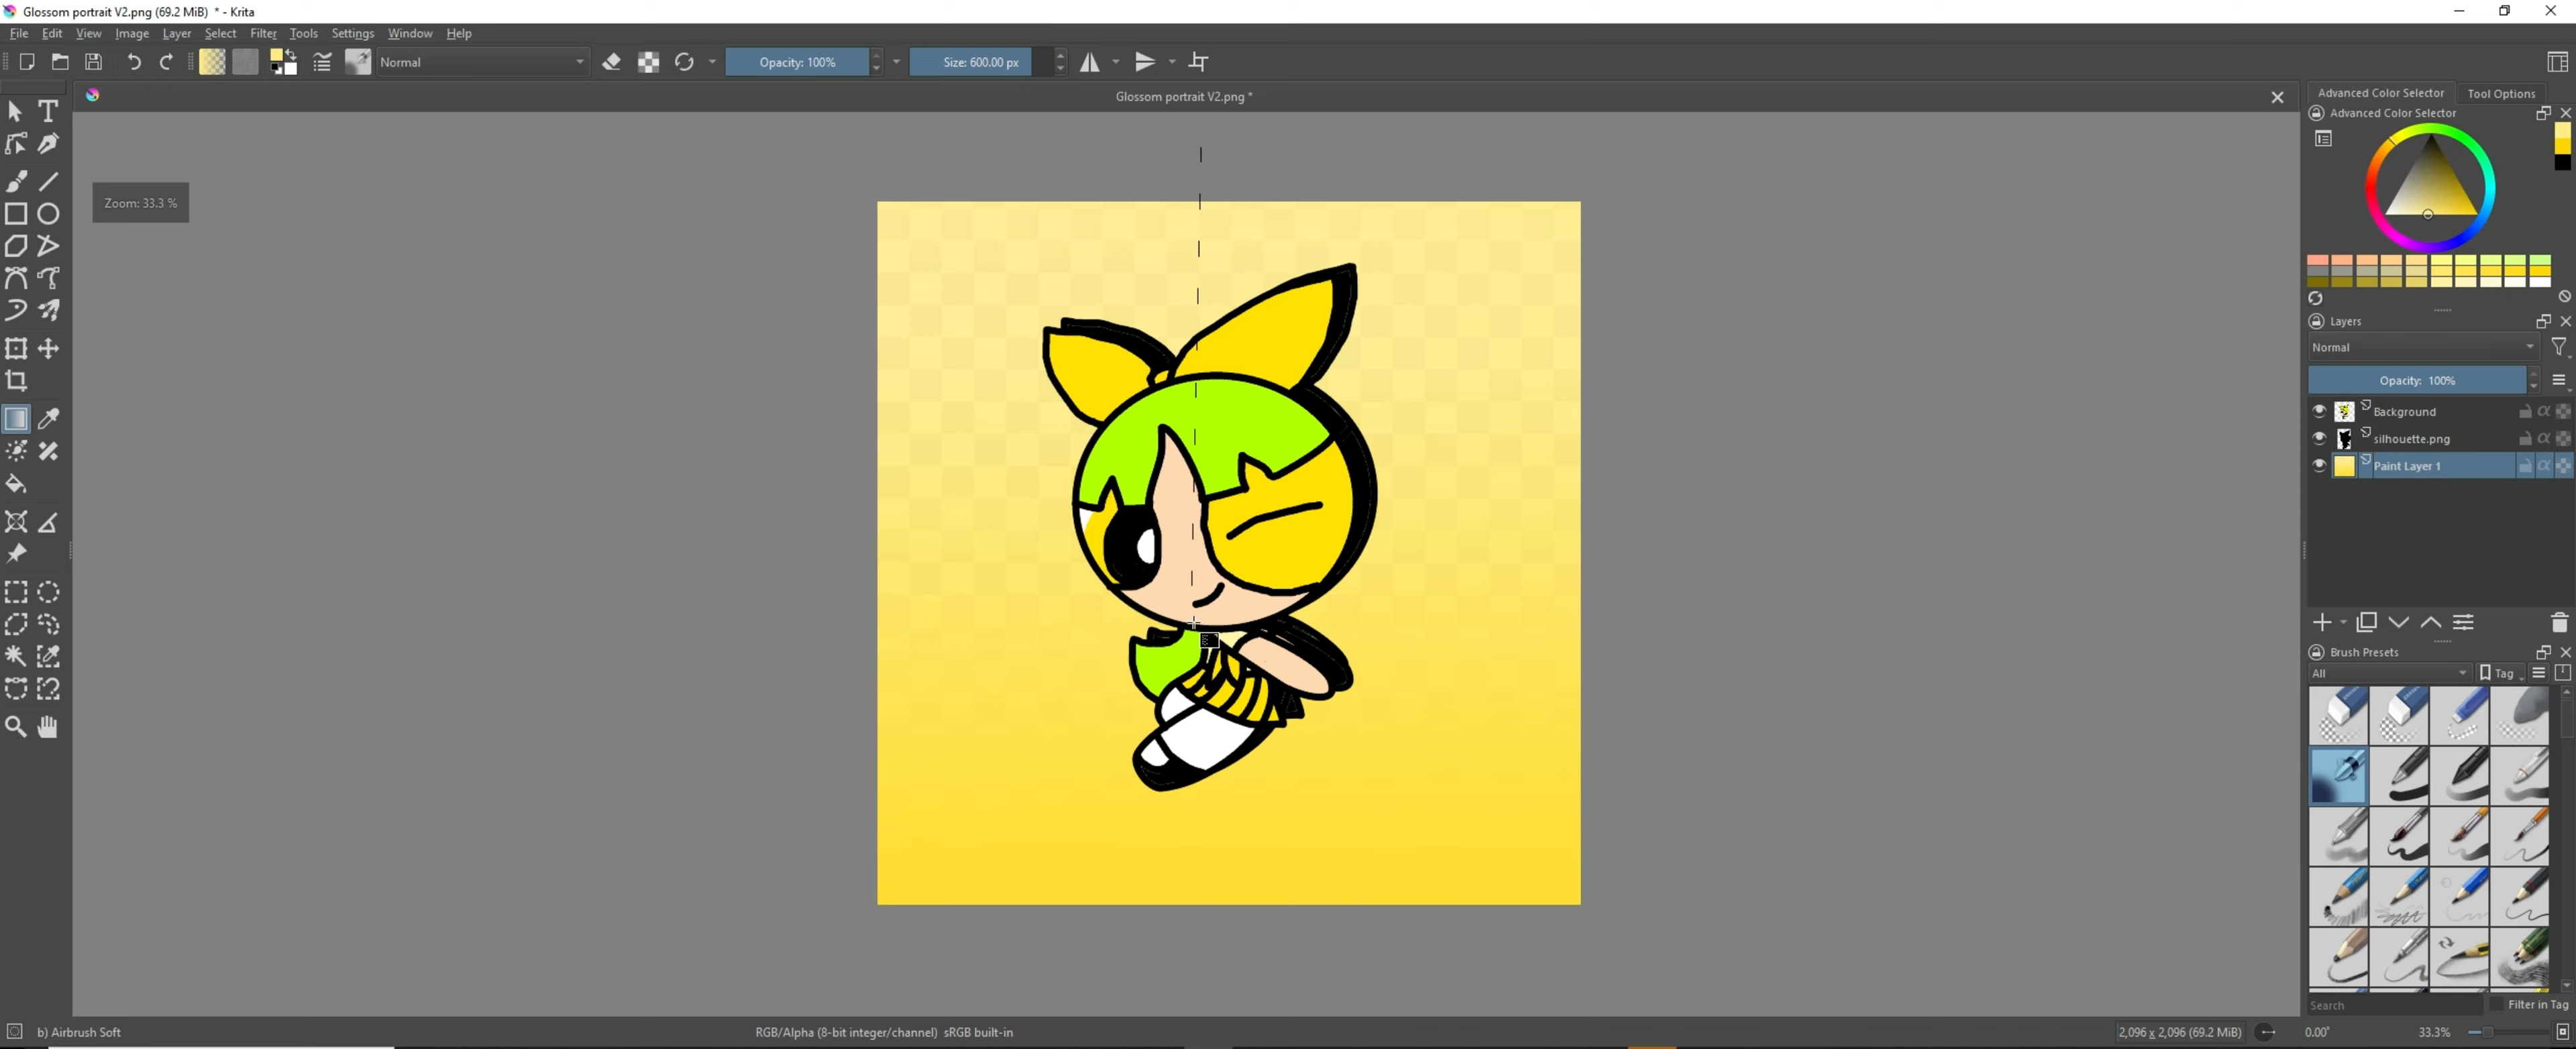 Glossom portrait V2.png (69.2 MiB) * - Krita
File Edit View Image Layer Select Filter Tools Settings Window Help
Normal Opacity: 100% Size: 600.00 px
Glossom portrait V2.png *
Advanced Color Selector Tool Options
Advanced Color Selector
Zoom: 33.3 %
Layers
Normal
Opacity: 100%
Background
silhouette.png
Paint Layer 1
Brush Presets
All Tag
Search Filter in Tag
b) Airbrush Soft RGB/Alpha (8-bit integer/channel) sRGB built-in 2,096 x 2,096 (69.2 MiB) 0.00° 33.3%